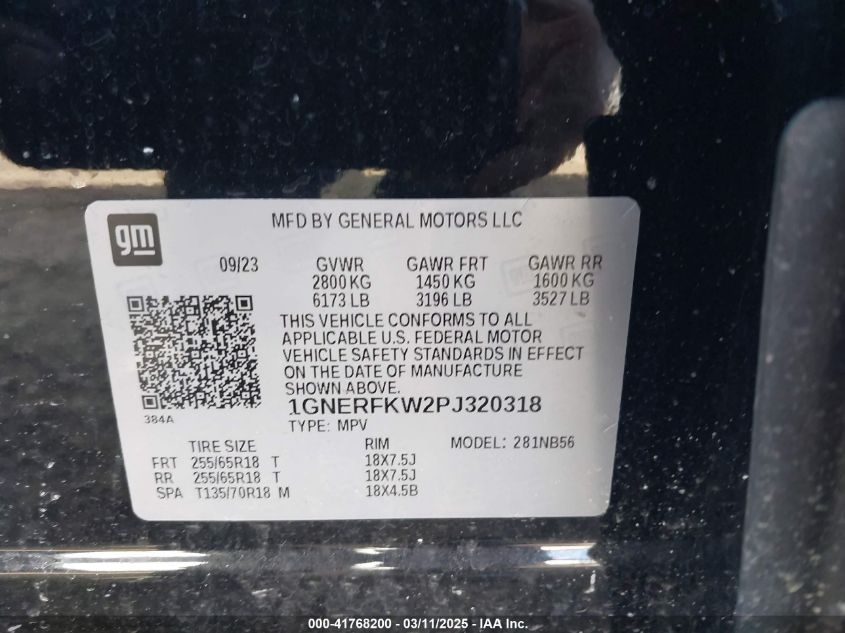 gm
MFD BY GENERAL MOTORS LLC
09/23 GVWR GAWR FRT GAWR RR
2800 KG 1450 KG 1600 KG
6173 LB 3196 LB 3527 LB
THIS VEHICLE CONFORMS TO ALL
APPLICABLE U.S. FEDERAL MOTOR
VEHICLE SAFETY STANDARDS IN EFFECT
ON THE DATE OF MANUFACTURE
SHOWN ABOVE.
384A
1GNERFKW2PJ320318
TYPE: MPV
TIRE SIZE RIM MODEL: 281NB56
FRT 255/65R18 T 18X7.5J
RR 255/65R18 T 18X7.5J
SPA T135/70R18 M 18X4.5B
000-41768200 - 03/11/2025 - IAA Inc.